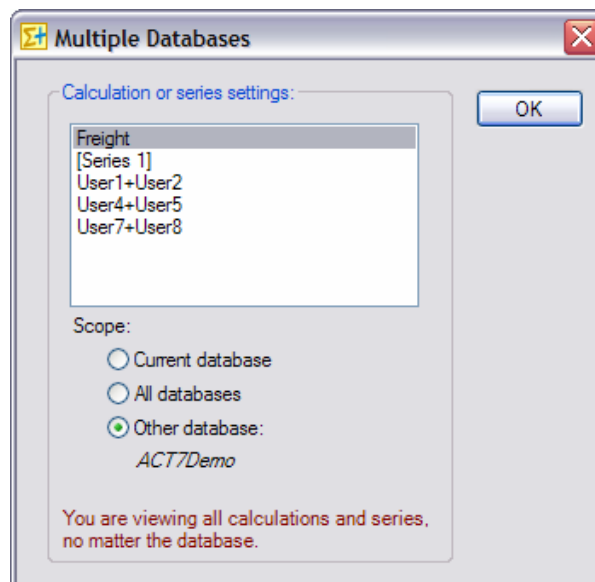 Multiple Databases
Calculation or series settings:
OK
Freight
[Series 1]
User1+User2
User4+User5
User7+User8
Scope:
Current database
All databases
Other database:
ACT7Demo
You are viewing all calculations and series,
no matter the database.